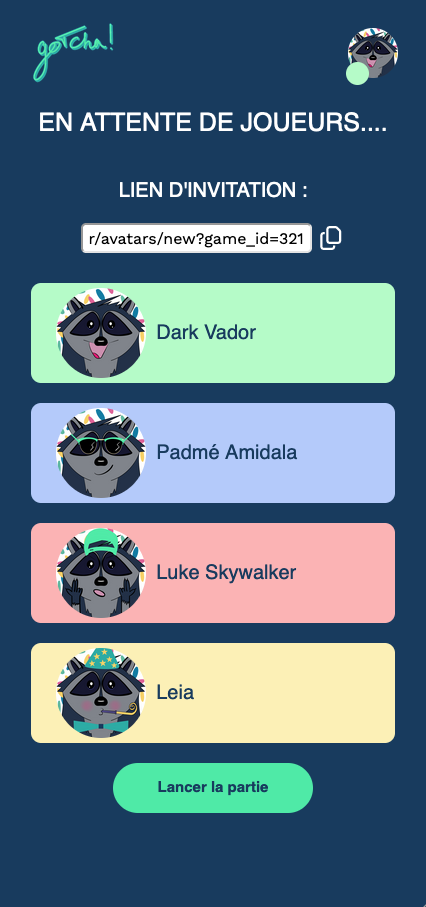 gotcha!
EN ATTENTE DE JOUEURS....
LIEN D'INVITATION :
r/avatars/new?game_id=321
Dark Vador
Padmé Amidala
Luke Skywalker
Leia
Lancer la partie